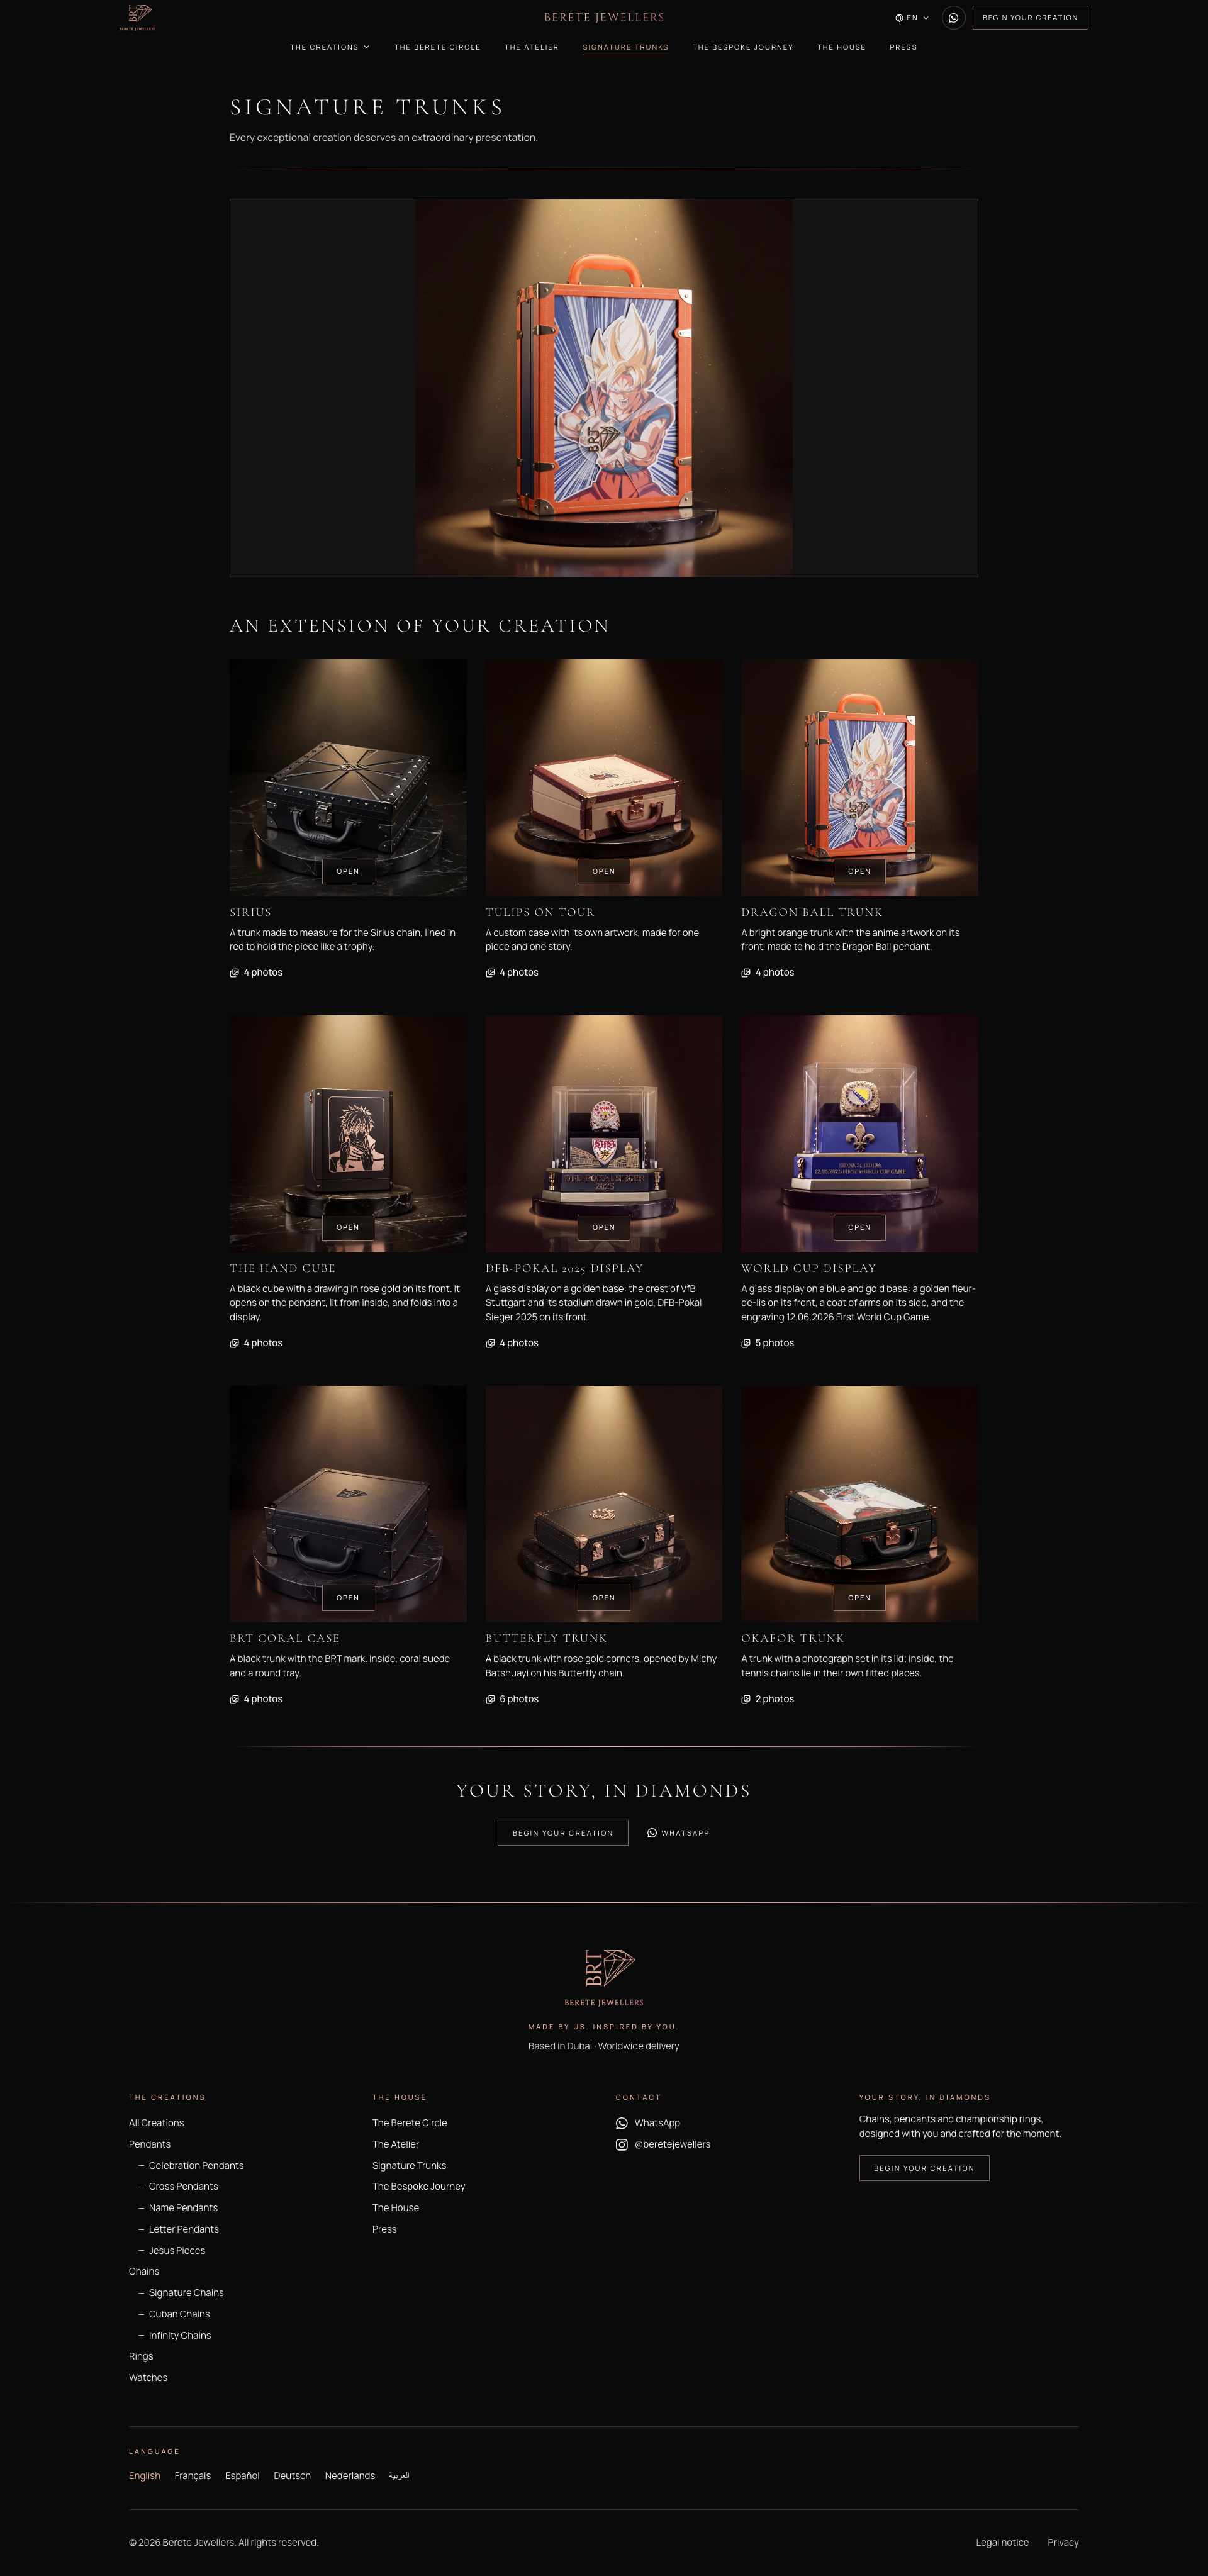 BRT
BERETE JEWELLERS
BERETE JEWELLERS
EN
BEGIN YOUR CREATION
THE CREATIONS
THE BERETE CIRCLE
THE ATELIER
SIGNATURE TRUNKS
THE BESPOKE JOURNEY
THE HOUSE
PRESS
SIGNATURE TRUNKS
Every exceptional creation deserves an extraordinary presentation.
BRT
AN EXTENSION OF YOUR CREATION
OPEN
SIRIUS
A trunk made to measure for the Sirius chain, lined in
red to hold the piece like a trophy.
4 photos
OPEN
TULIPS ON TOUR
A custom case with its own artwork, made for one
piece and one story.
4 photos
BRT
OPEN
DRAGON BALL TRUNK
A bright orange trunk with the anime artwork on its
front, made to hold the Dragon Ball pendant.
4 photos
OPEN
THE HAND CUBE
A black cube with a drawing in rose gold on its front. It
opens on the pendant, lit from inside, and folds into a
display.
4 photos
DFB-POKAL SIEGER
2025
OPEN
DFB-POKAL 2025 DISPLAY
A glass display on a golden base: the crest of VfB
Stuttgart and its stadium drawn in gold, DFB-Pokal
Sieger 2025 on its front.
4 photos
12.06.2026 FIRST WORLD CUP GAME
OPEN
WORLD CUP DISPLAY
A glass display on a blue and gold base: a golden fleur-
de-lis on its front, a coat of arms on its side, and the
engraving 12.06.2026 First World Cup Game.
5 photos
OPEN
BRT CORAL CASE
A black trunk with the BRT mark. Inside, coral suede
and a round tray.
4 photos
OPEN
BUTTERFLY TRUNK
A black trunk with rose gold corners, opened by Michy
Batshuayi on his Butterfly chain.
6 photos
OPEN
OKAFOR TRUNK
A trunk with a photograph set in its lid; inside, the
tennis chains lie in their own fitted places.
2 photos
YOUR STORY, IN DIAMONDS
BEGIN YOUR CREATION
WHATSAPP
BRT
BERETE JEWELLERS
MADE BY US. INSPIRED BY YOU.
Based in Dubai · Worldwide delivery
THE CREATIONS
All Creations
Pendants
– Celebration Pendants
– Cross Pendants
– Name Pendants
– Letter Pendants
– Jesus Pieces
Chains
– Signature Chains
– Cuban Chains
– Infinity Chains
Rings
Watches
THE HOUSE
The Berete Circle
The Atelier
Signature Trunks
The Bespoke Journey
The House
Press
CONTACT
WhatsApp
@beretejewellers
YOUR STORY, IN DIAMONDS
Chains, pendants and championship rings,
designed with you and crafted for the moment.
BEGIN YOUR CREATION
LANGUAGE
English Français Español Deutsch Nederlands العربية
© 2026 Berete Jewellers. All rights reserved.
Legal notice Privacy